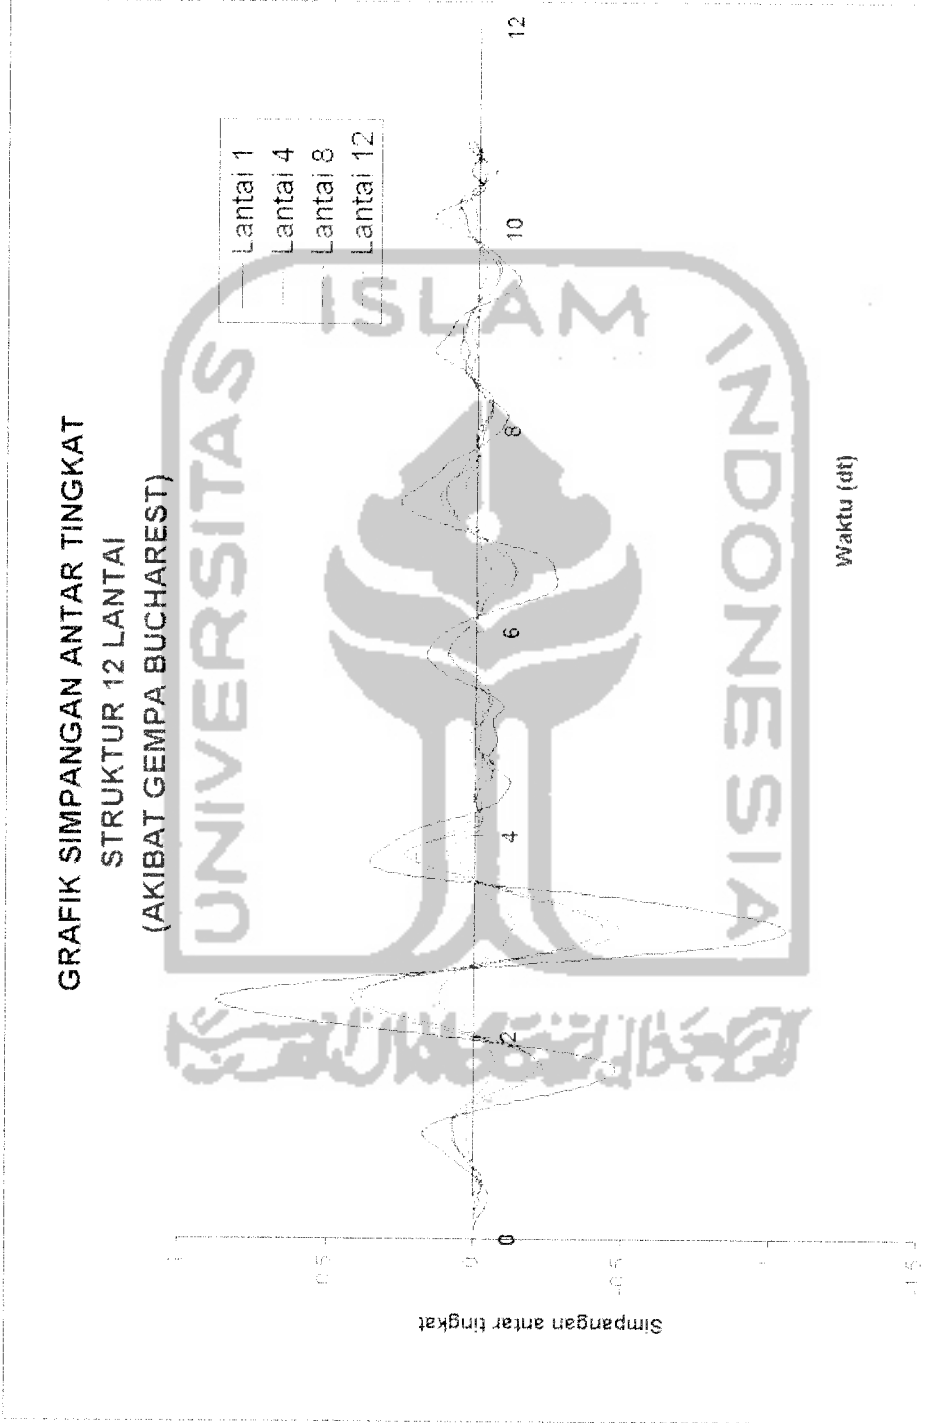 GRAFIK SIMPANGAN ANTAR TINGKAT
STRUKTUR 12 LANTAI
(AKIBAT GEMPA BUCHAREST)
Lantai 1
Lantai 4
Lantai 8
Lantai 12
Simpangan antar tingkat
1
0.5
0
-0.5
-1.5
0
2
4
6
8
10
12
Waktu (dt)
UNIVERSITAS
ISLAM
INDONESIA